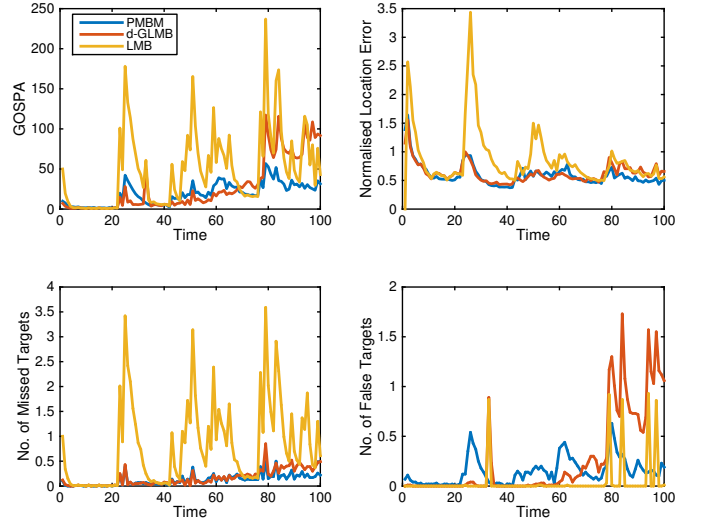 PMBM
d-GLMB
LMB
GOSPA
250
200
150
100
50
0
0 20 40 60 80 100
Time
Normalised Location Error
3.5
3
2.5
2
1.5
1
0.5
0
0 20 40 60 80 100
Time
No. of Missed Targets
4
3.5
3
2.5
2
1.5
1
0.5
0
0 20 40 60 80 100
Time
No. of False Targets
2
1.5
1
0.5
0
0 20 40 60 80 100
Time